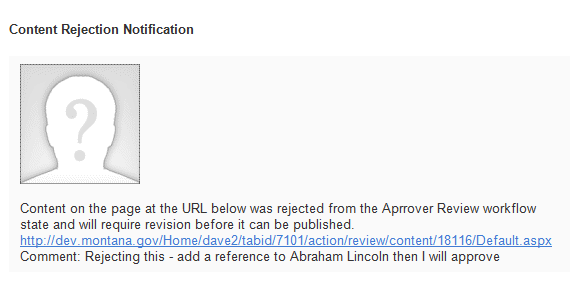 Content Rejection Notification
?
Content on the page at the URL below was rejected from the Aprrover Review workflow
state and will require revision before it can be published.
http://dev.montana.gov/Home/dave2/tabid/7101/action/review/content/18116/Default.aspx
Comment: Rejecting this - add a reference to Abraham Lincoln then I will approve